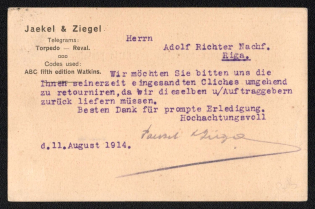 Jaekel & Ziegel
Telegrams:
Torpedo — Reval.
Codes used:
ABC fifth edition Watkins.
Herrn
Adolf Richter Nachf.
Riga.
Wir möchten Sie bitten uns die
Ihnen seinerzeit eingesandten Cliches umgehend
zu retourniren, da wir dieselben u/Auftraggebern
zurück liefern müssen.
Besten Dank für prompte Erledigung.
Hochachtungsvoll
d.11.August 1914.